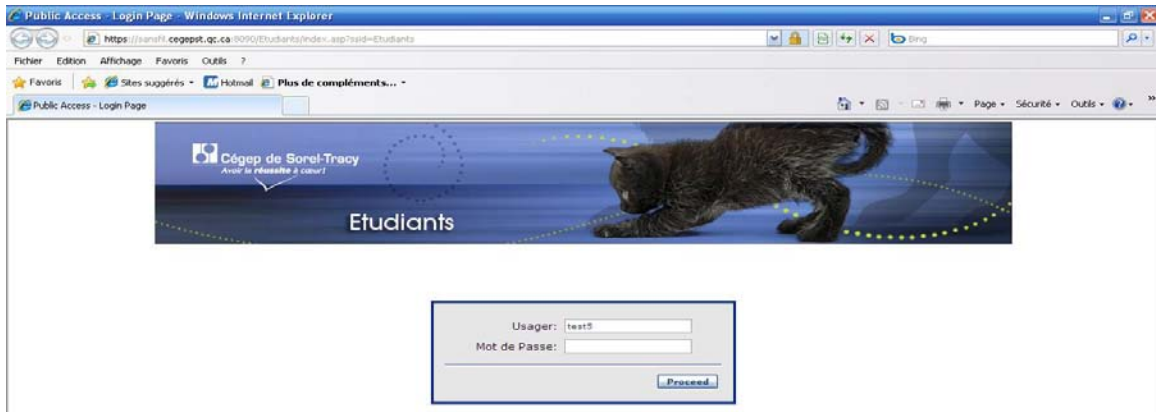 Public Access - Login Page - Windows Internet Explorer
https://sansfil.cegepst.qc.ca:8090/Etudiants/index.asp?ssid=Etudiants
Bing
Fichier Edition Affichage Favoris Outils ?
Favoris Sites suggérés Hotmail Plus de compléments...
Public Access - Login Page
Page Sécurité Outils
Cégep de Sorel-Tracy
Avoir la réussite à cœur!
Etudiants
Usager: test5
Mot de Passe:
Proceed